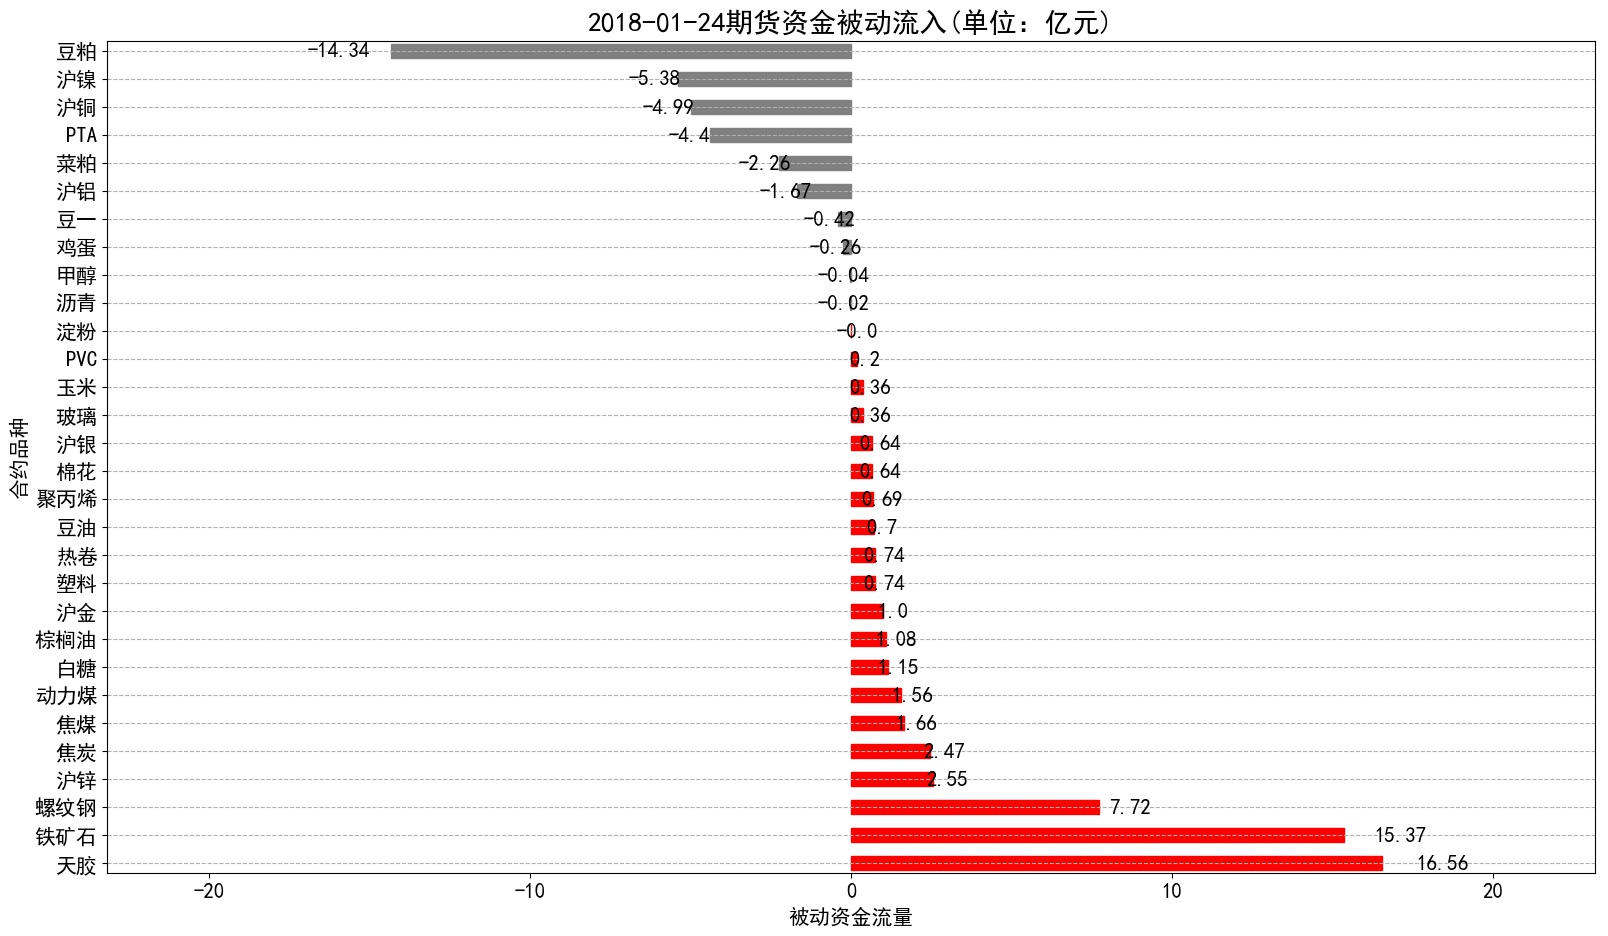 2018-01-24期货资金被动流入(单位：亿元)
豆粕 -14.34
沪镍 -5.38
沪铜 -4.99
PTA -4.4
菜粕 -2.26
沪铝 -1.67
豆一 -0.42
鸡蛋 -0.26
甲醇 -0.04
沥青 -0.02
淀粉 -0.0
PVC 0.2
玉米 0.36
玻璃 0.36
沪银 0.64
棉花 0.64
聚丙烯 0.69
豆油 0.7
热卷 0.74
塑料 0.74
沪金 1.0
棕榈油 1.08
白糖 1.15
动力煤 1.56
焦煤 1.66
焦炭 2.47
沪锌 2.55
螺纹钢 7.72
铁矿石 15.37
天胶 16.56
合约品种
-20 -10 0 10 20
被动资金流量